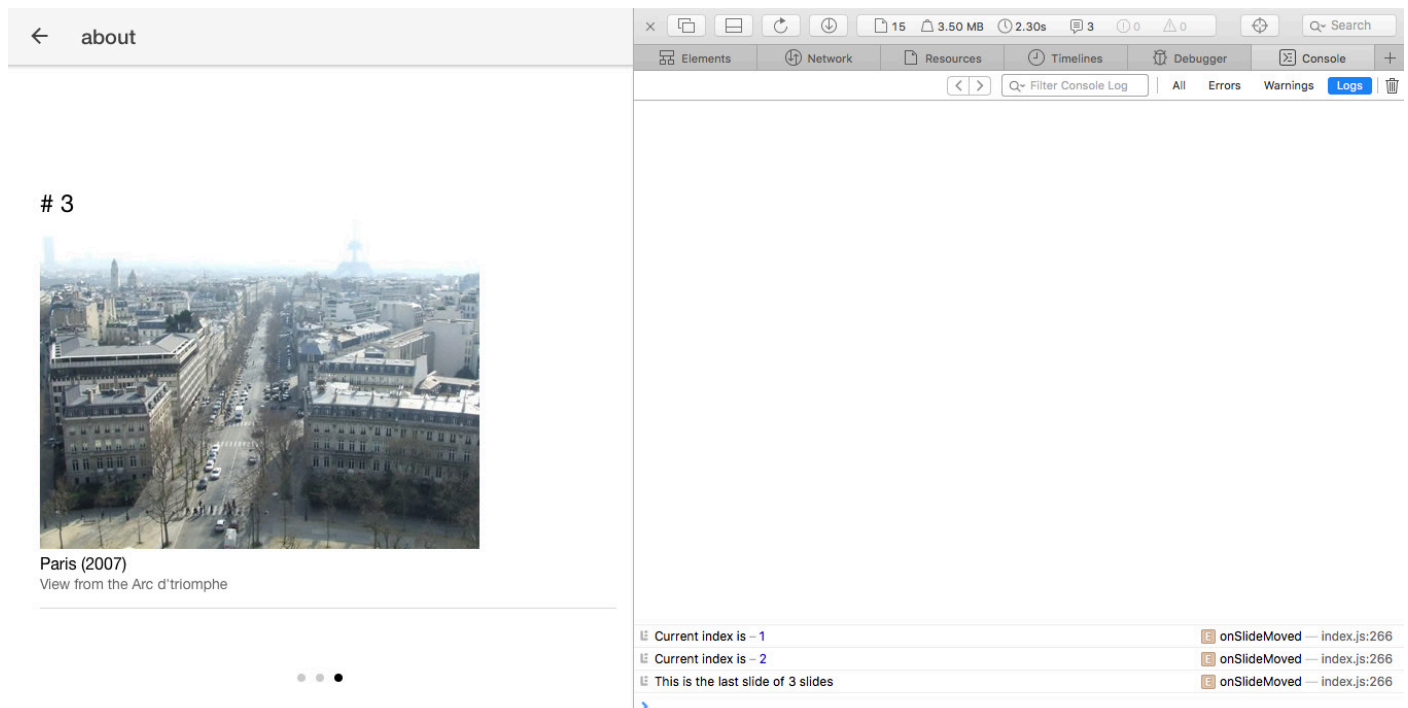 about
# 3
Paris (2007)
View from the Arc d'triomphe
15 3.50 MB 2.30s 3 0 0 Search
Elements Network Resources Timelines Debugger Console
Filter Console Log All Errors Warnings Logs
Current index is – 1 E onSlideMoved — index.js:266
Current index is – 2 E onSlideMoved — index.js:266
This is the last slide of 3 slides E onSlideMoved — index.js:266